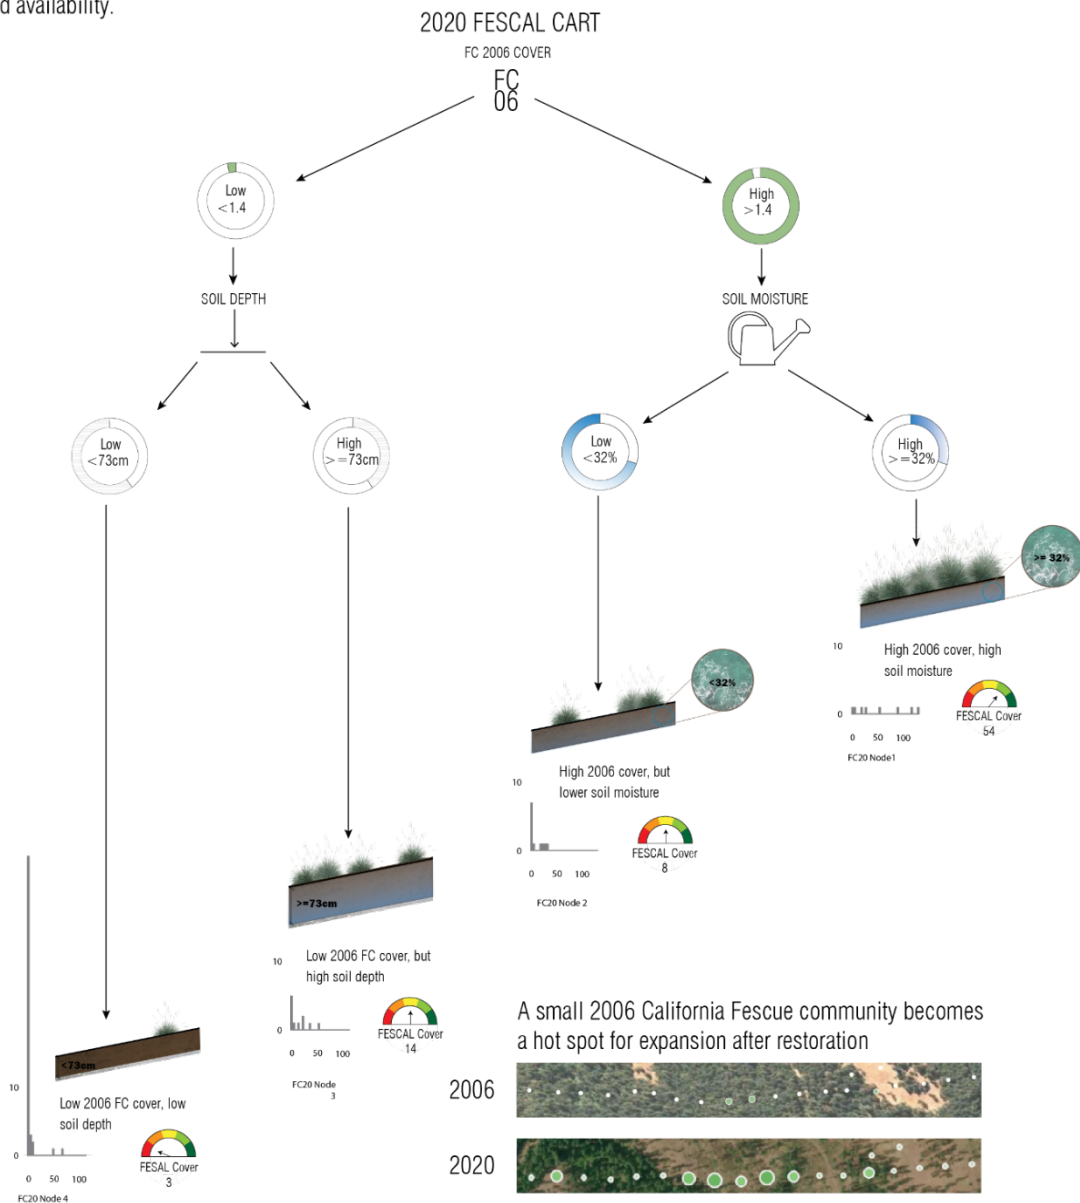 d availability.
2020 FESCAL CART
FC 2006 COVER
FC
06
Low
<1.4
High
>1.4
SOIL DEPTH
SOIL MOISTURE
Low
<73cm
High
>=73cm
Low
<32%
High
>=32%
>= 32%
10
High 2006 cover, high
soil moisture
0
0 50 100
FC20 Node1
FESCAL Cover
54
<32%
High 2006 cover, but
lower soil moisture
10
0
0 50 100
FC20 Node 2
FESCAL Cover
8
>=73cm
Low 2006 FC cover, but
high soil depth
10
0
0 50 100
FC20 Node
3
FESCAL Cover
14
<73cm
Low 2006 FC cover, low
soil depth
10
0
0 50 100
FC20 Node 4
FESAL Cover
3
A small 2006 California Fescue community becomes
a hot spot for expansion after restoration
2006
2020